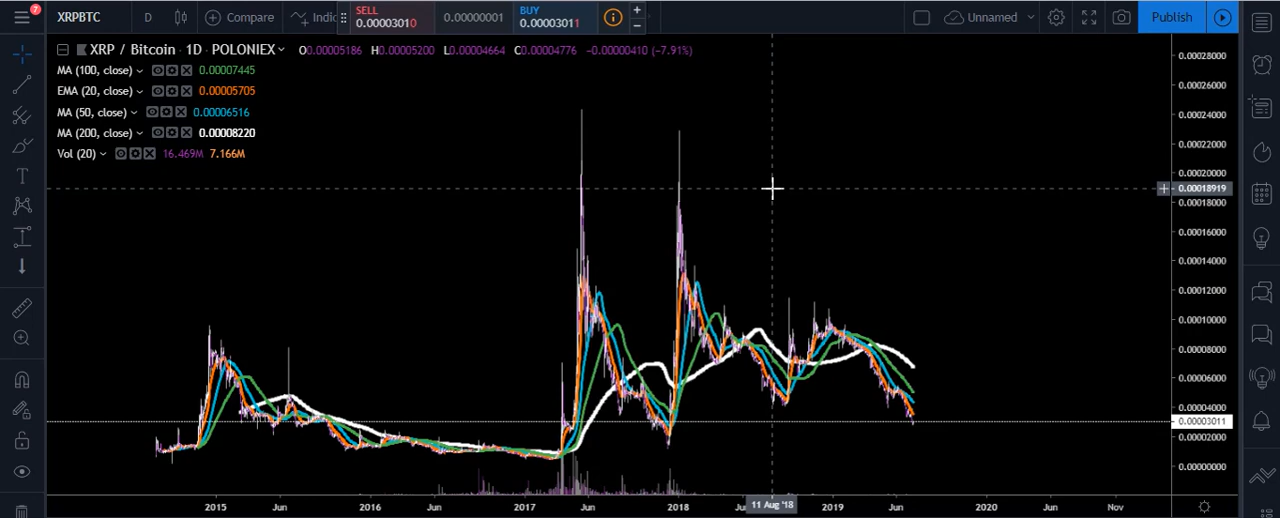 7
XRPBTC D Compare Indic SELL 0.00003010 0.00000001 BUY 0.00003011 Unnamed Publish
XRP / Bitcoin · 1D · POLONIEX O0.00005186 H0.00005200 L0.00004664 C0.00004776 −0.00000410 (−7.91%)
MA (100, close) 0.00007445
EMA (20, close) 0.00005705
MA (50, close) 0.00006516
MA (200, close) 0.00008220
Vol (20) 16.469M 7.166M
0.00028000
0.00026000
0.00024000
0.00022000
0.00020000
0.00018919
0.00018000
0.00016000
0.00014000
0.00012000
0.00010000
0.00008000
0.00006000
0.00004000
0.00003011
0.00002000
0.00000000
2015 Jun 2016 Jun 2017 Jun 2018 11 Aug '18 2019 Jun 2020 Jun Nov